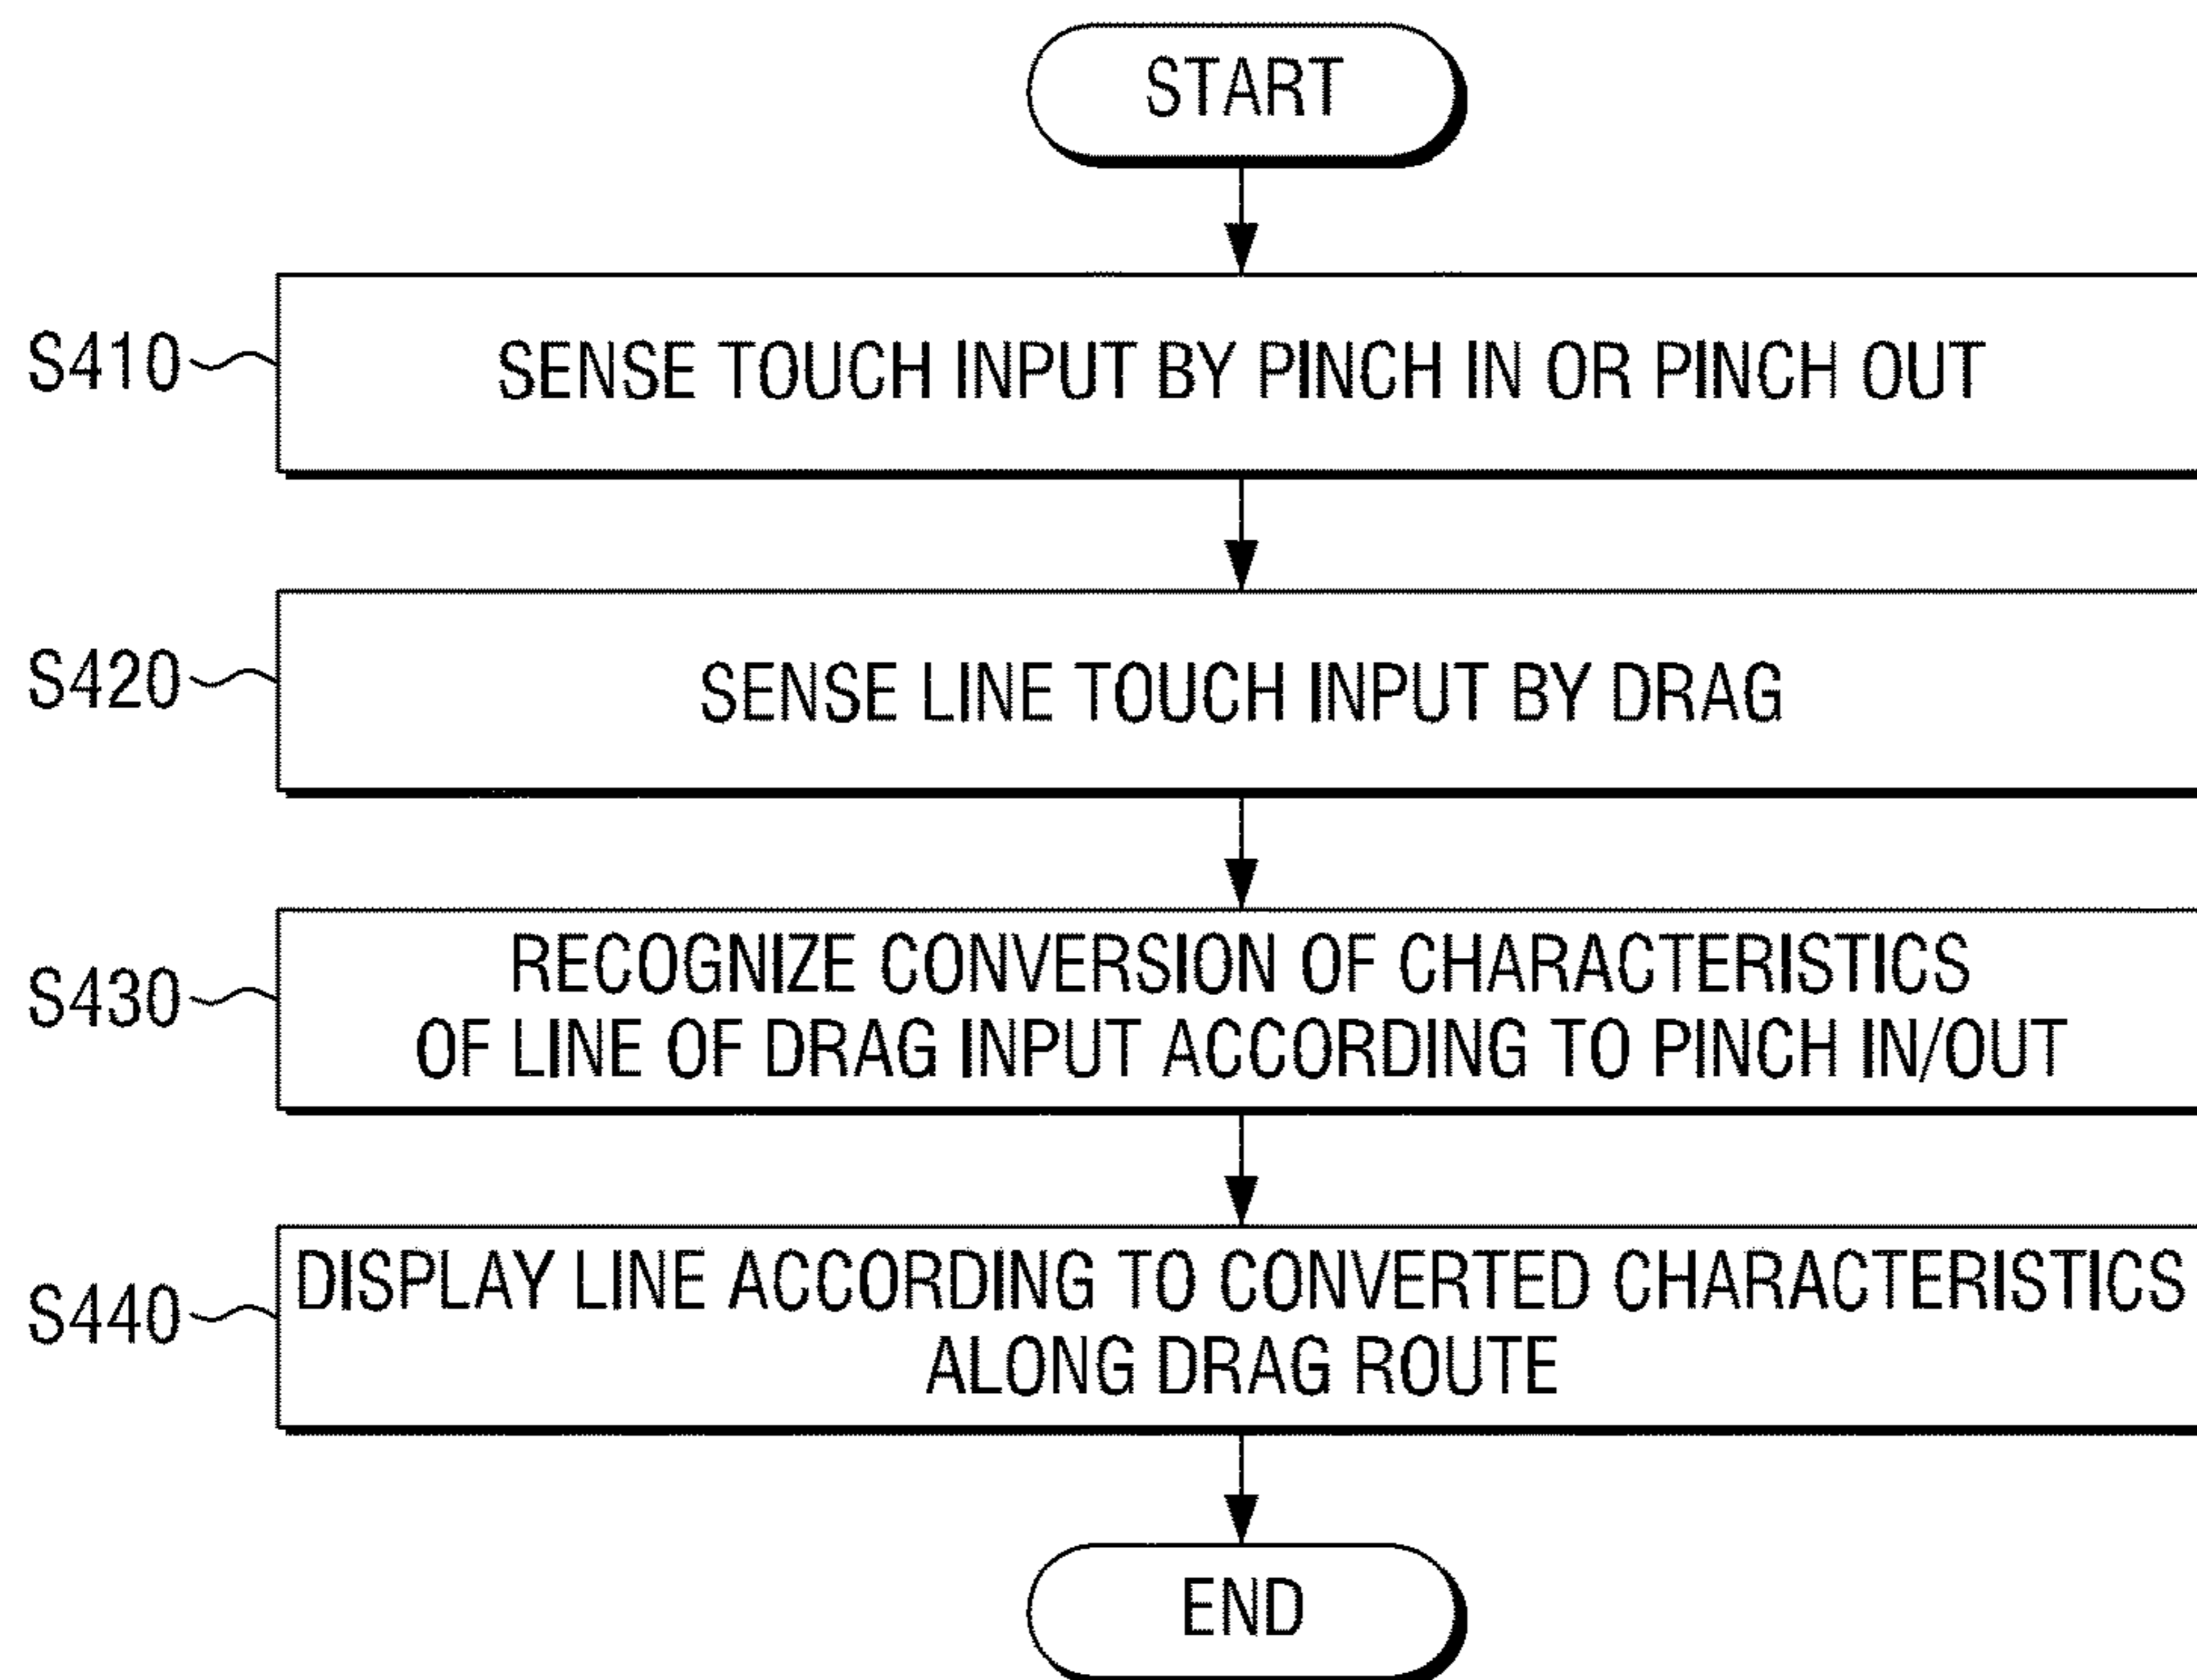 START
S410
SENSE TOUCH INPUT BY PINCH IN OR PINCH OUT
S420
SENSE LINE TOUCH INPUT BY DRAG
S430
RECOGNIZE CONVERSION OF CHARACTERISTICS
OF LINE OF DRAG INPUT ACCORDING TO PINCH IN/OUT
S440
DISPLAY LINE ACCORDING TO CONVERTED CHARACTERISTICS
ALONG DRAG ROUTE
END